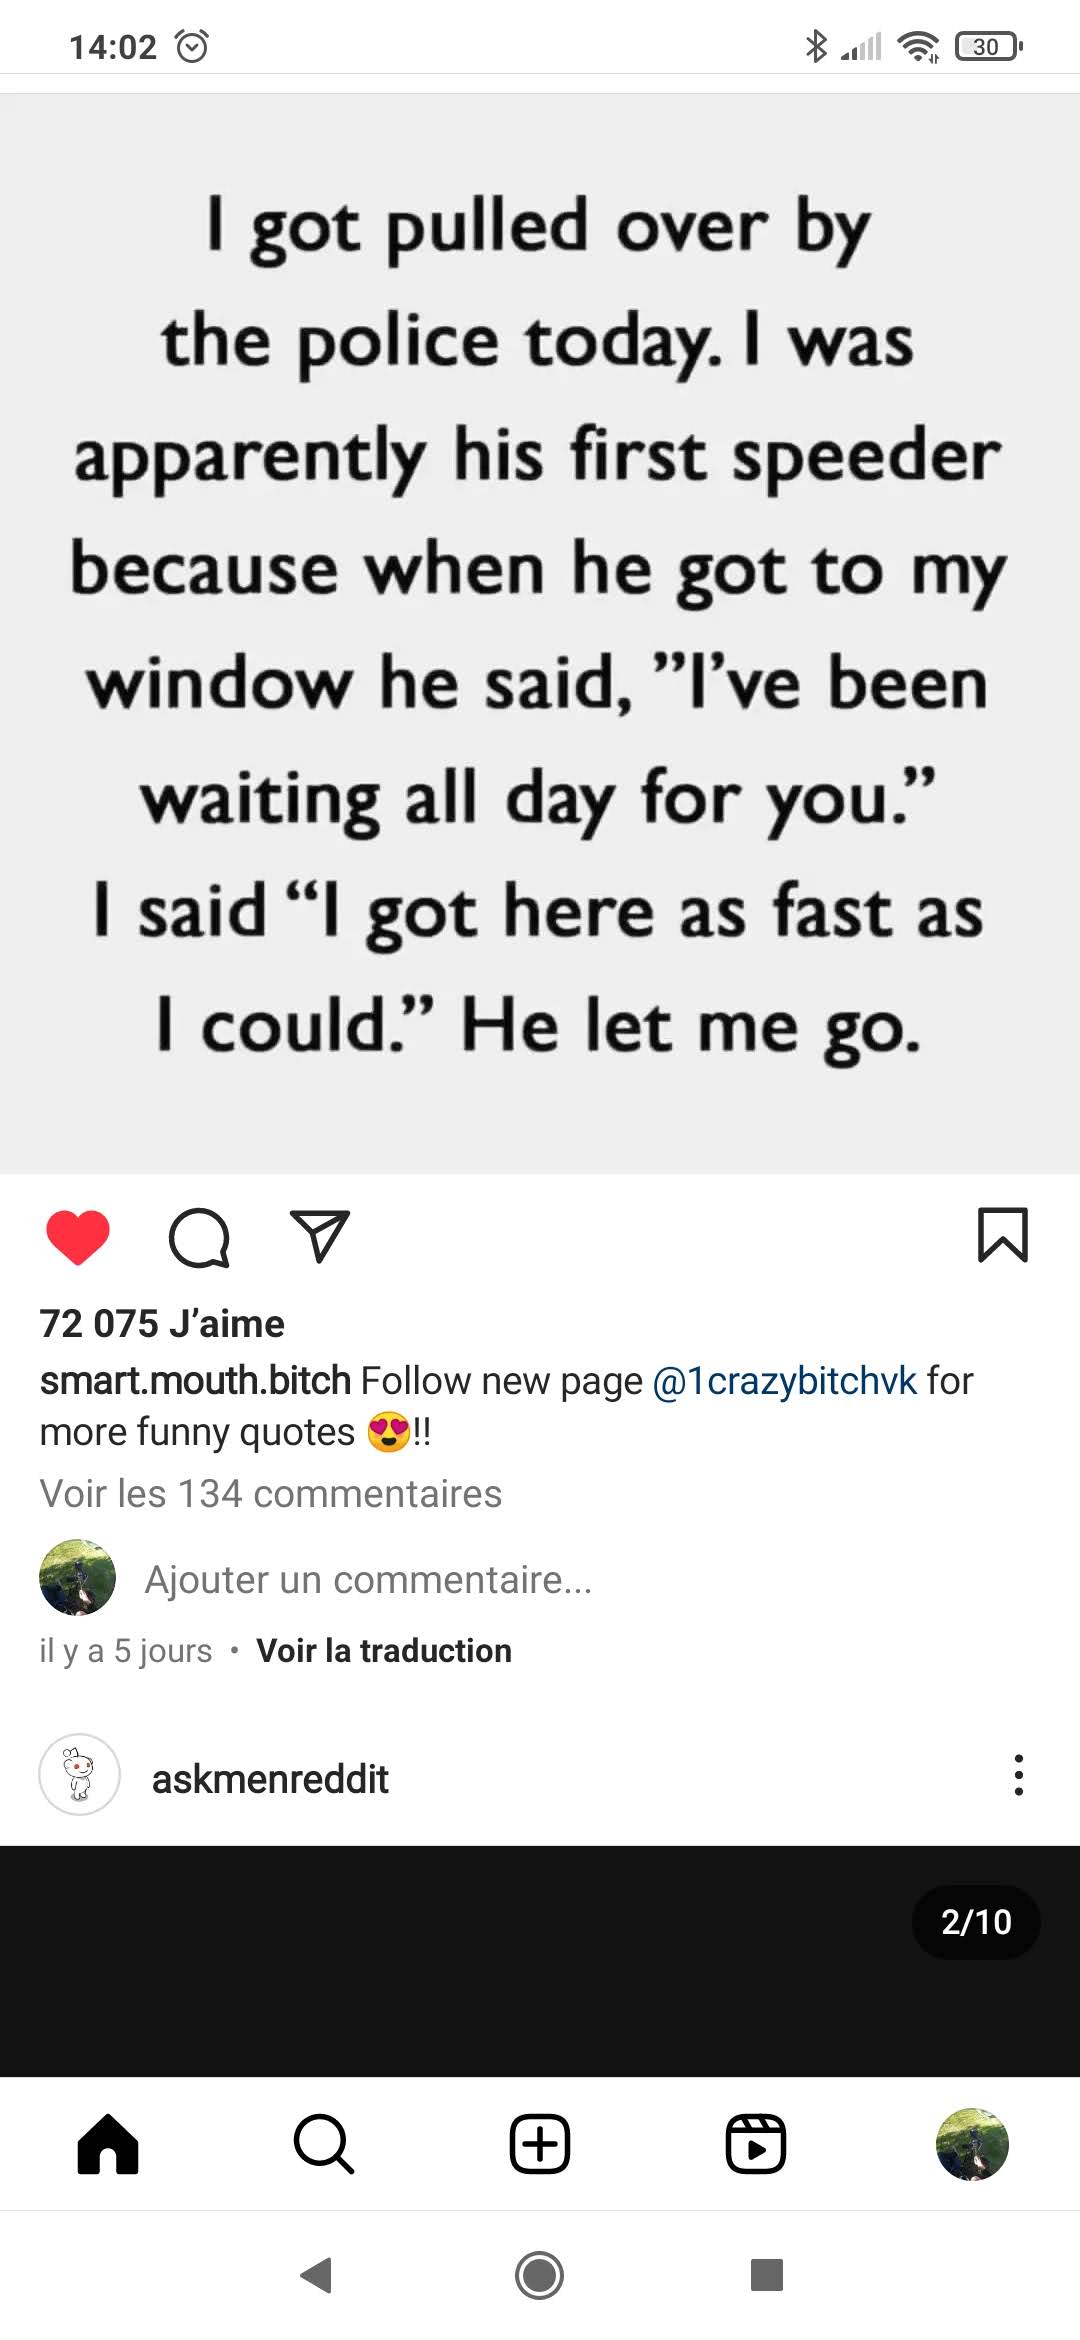 14:02
30
I got pulled over by
the police today. I was
apparently his first speeder
because when he got to my
window he said, ”I’ve been
waiting all day for you.”
I said “I got here as fast as
I could.” He let me go.
72 075 J’aime
smart.mouth.bitch Follow new page @1crazybitchvk for
more funny quotes 😍!!
Voir les 134 commentaires
Ajouter un commentaire...
il y a 5 jours • Voir la traduction
askmenreddit
2/10